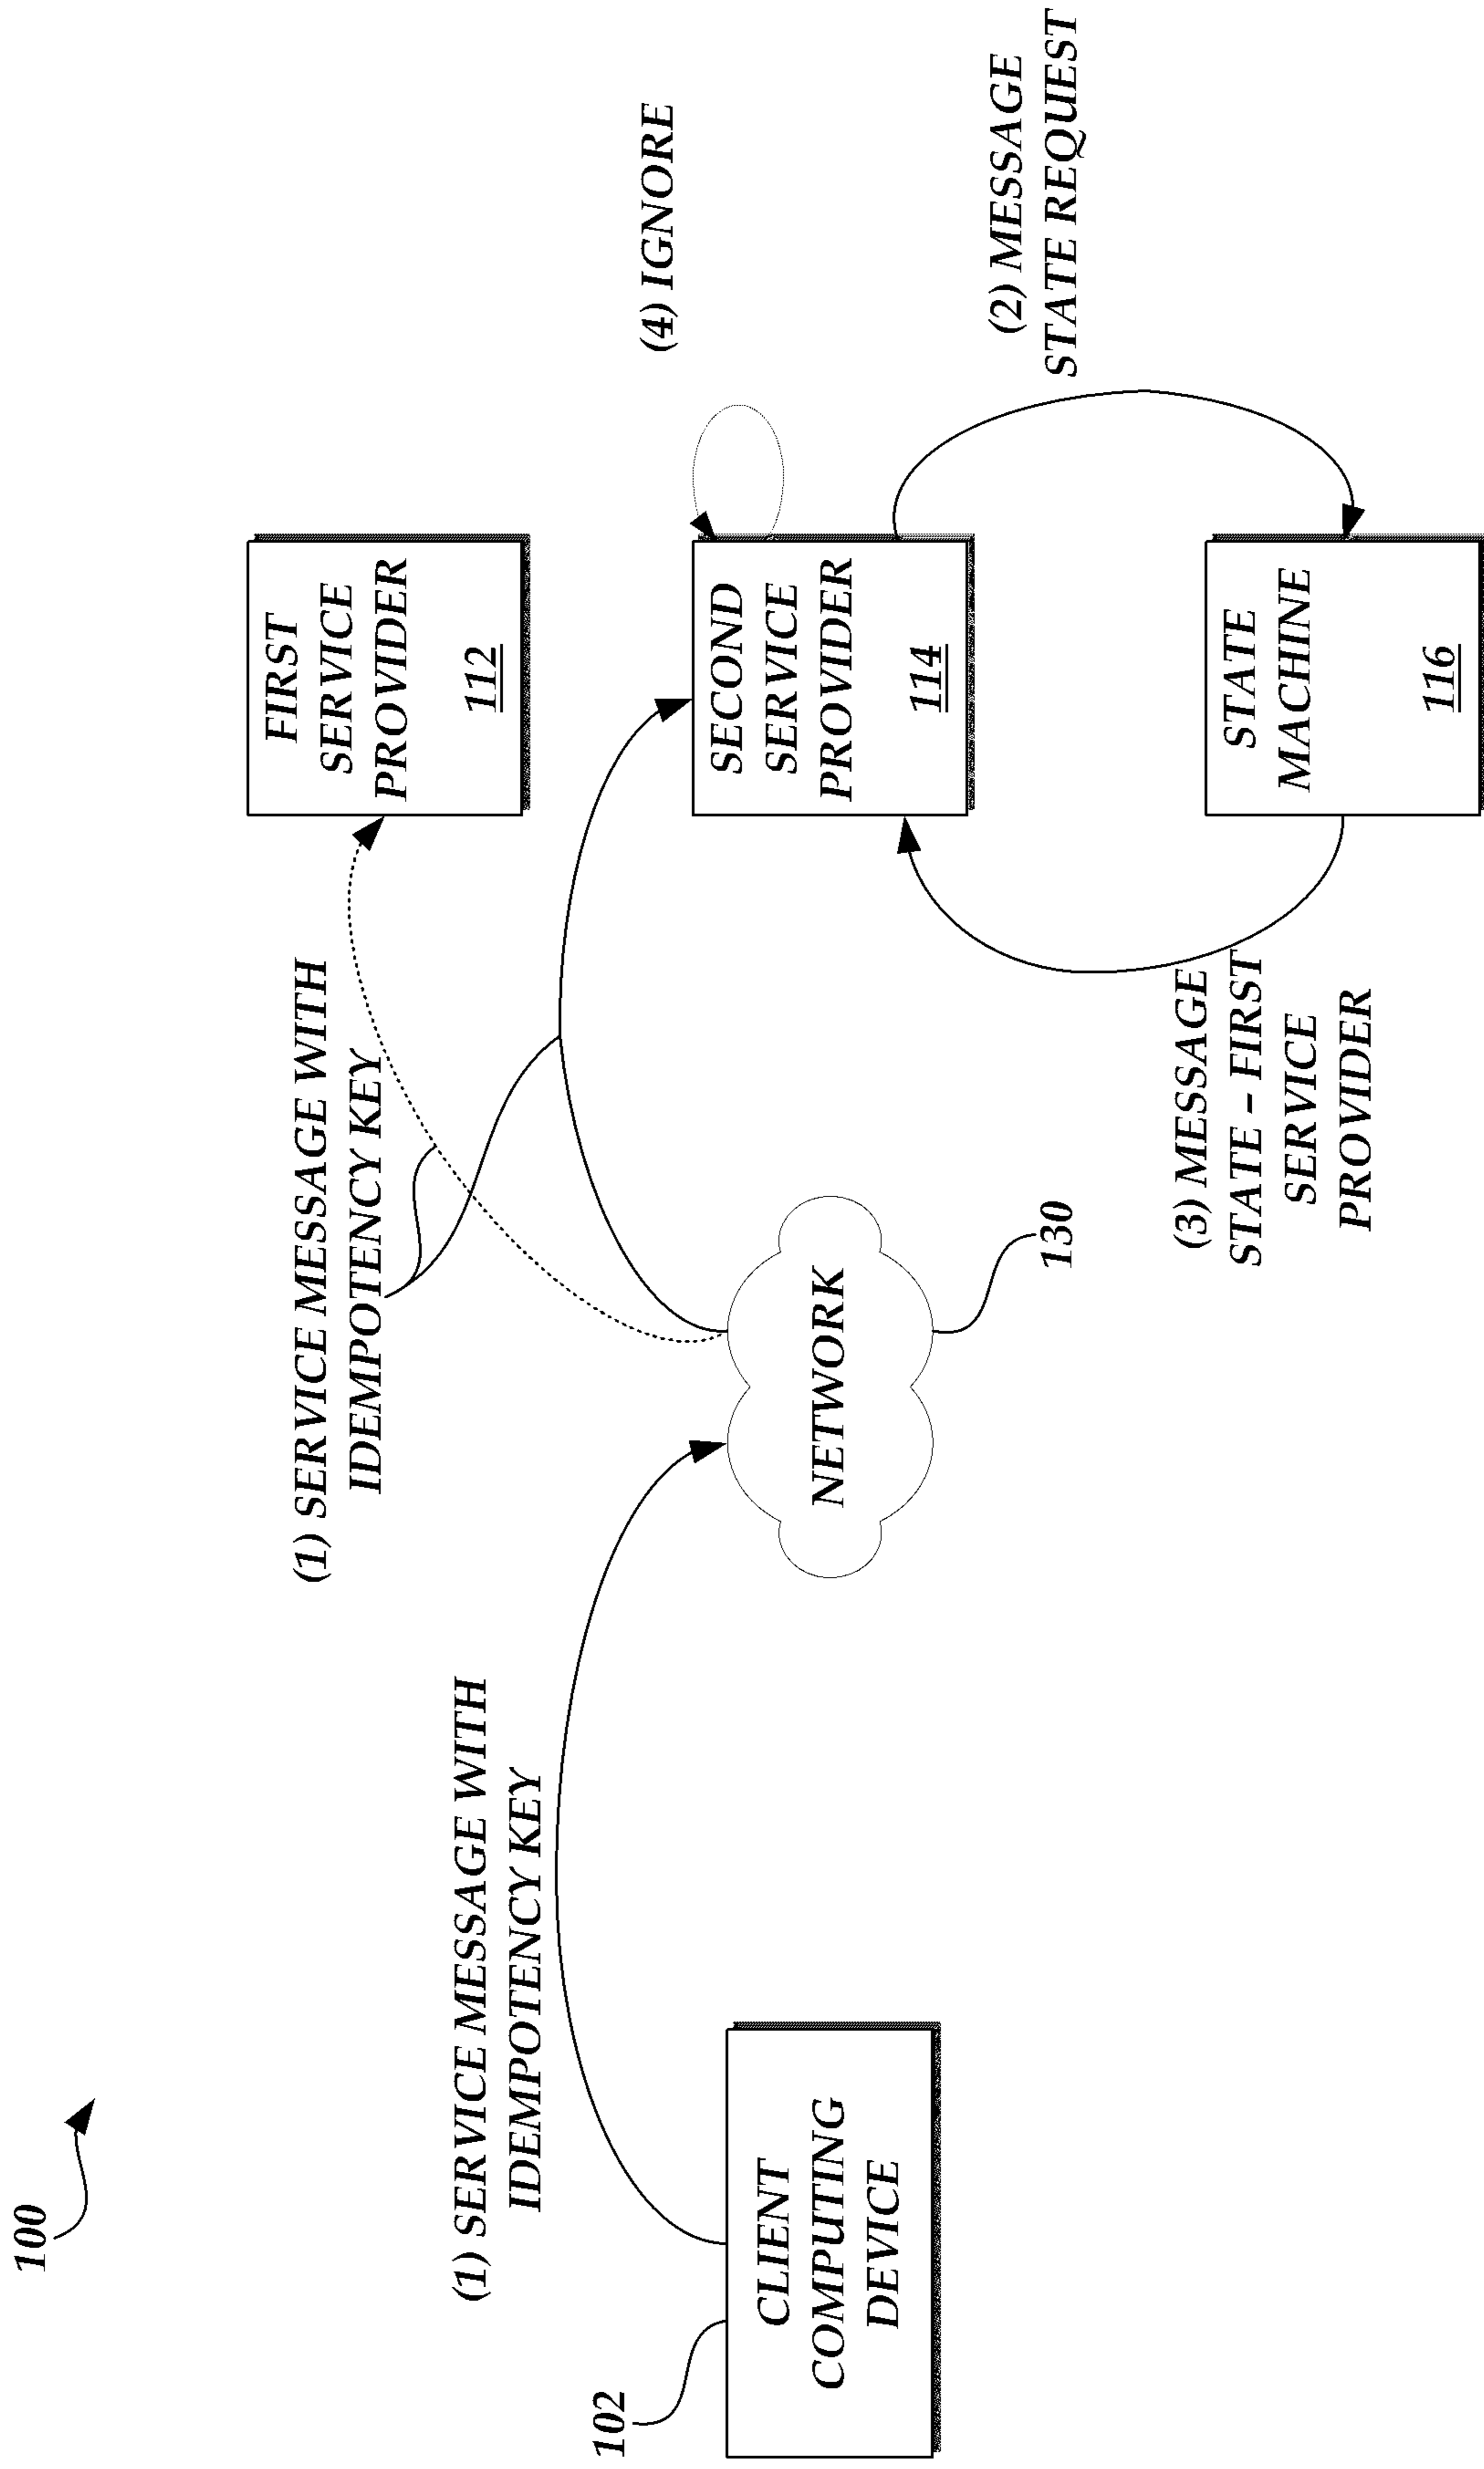 100
102
CLIENT
COMPUTING
DEVICE
(1) SERVICE MESSAGE WITH
IDEMPOTENCY KEY
NETWORK
130
(1) SERVICE MESSAGE WITH
IDEMPOTENCY KEY
FIRST
SERVICE
PROVIDER
112
SECOND
SERVICE
PROVIDER
114
(4) IGNORE
(2) MESSAGE
STATE REQUEST
(3) MESSAGE
STATE – FIRST
SERVICE
PROVIDER
STATE
MACHINE
116